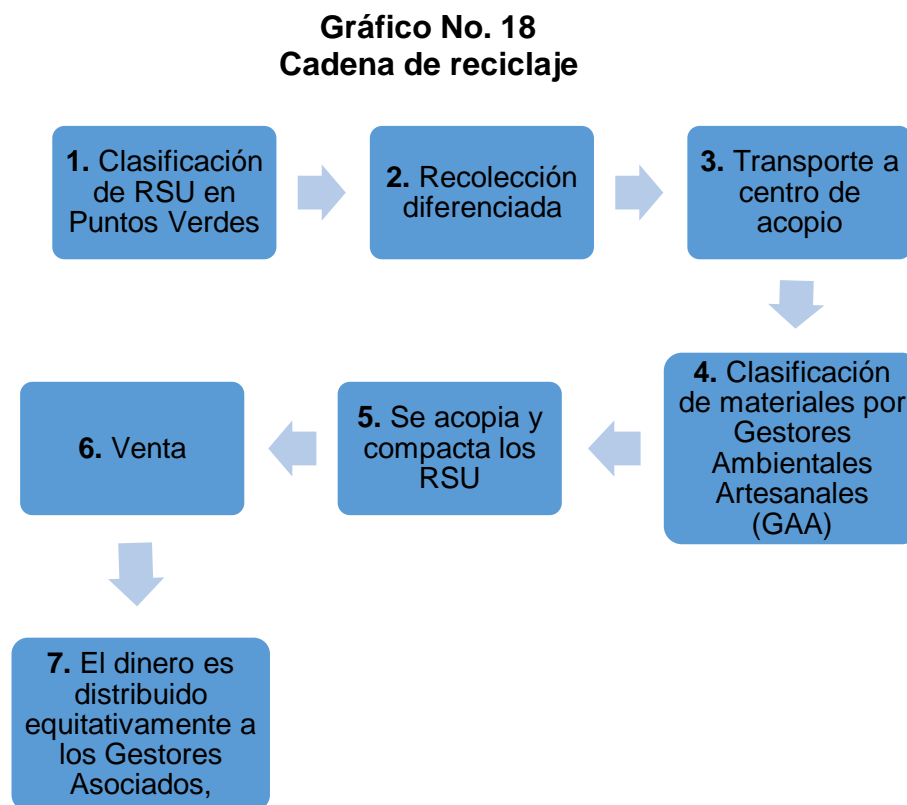 Gráfico No. 18
Cadena de reciclaje
1. Clasificación
de RSU en
Puntos Verdes
2. Recolección
diferenciada
3. Transporte a
centro de
acopio
4. Clasificación
de materiales por
Gestores
Ambientales
Artesanales
(GAA)
5. Se acopia y
compacta los
RSU
6. Venta
7. El dinero es
distribuido
equitativamente a
los Gestores
Asociados,